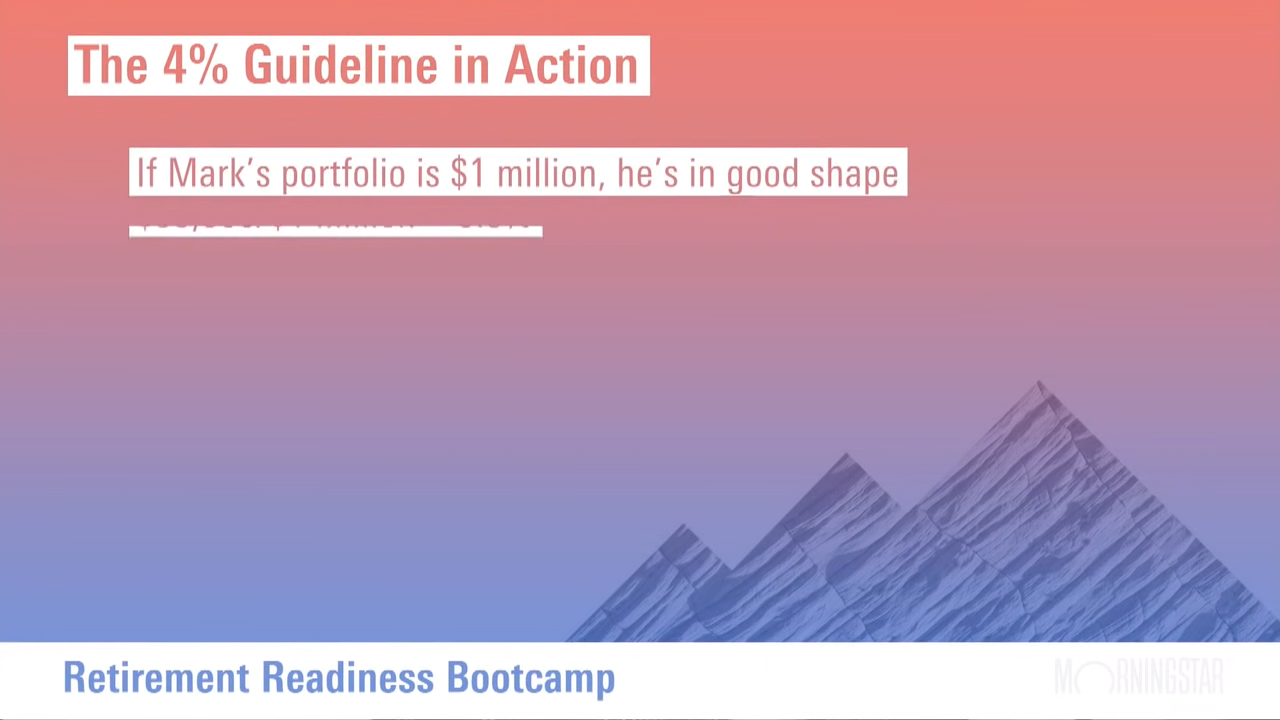 The 4% Guideline in Action
If Mark’s portfolio is $1 million, he’s in good shape
Retirement Readiness Bootcamp
MORNINGSTAR